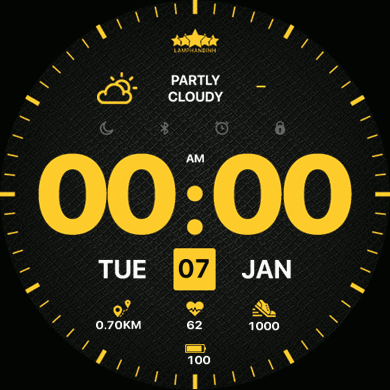 LAMPHANDINH
PARTLY
CLOUDY
–
AM
00:00
TUE 07 JAN
0.70KM 62 1000
100